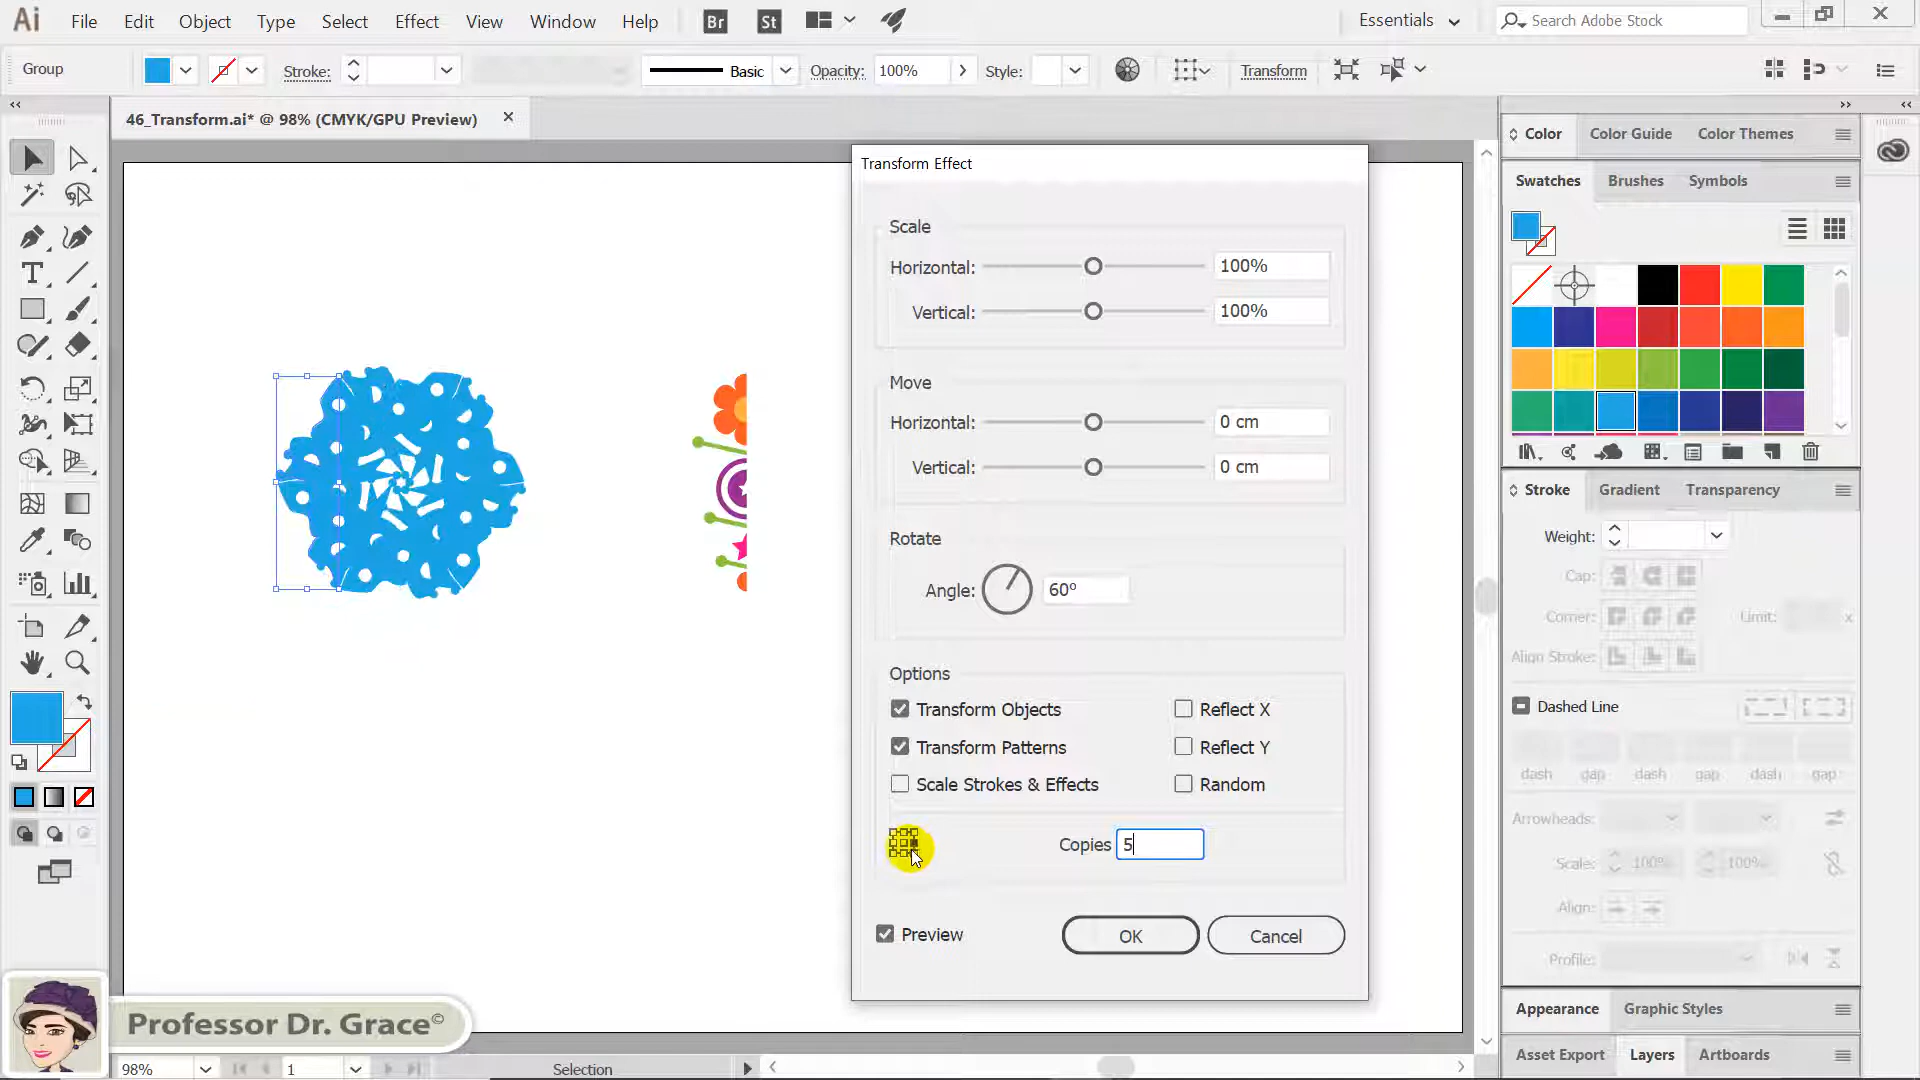 Ai File Edit Object Type Select Effect View Window Help Br St Essentials Search Adobe Stock
Group Stroke: Basic Opacity: 100% Style: Transform
46_Transform.ai* @ 98% (CMYK/GPU Preview)
Transform Effect
Scale
Horizontal: 100%
Vertical: 100%
Move
Horizontal: 0 cm
Vertical: 0 cm
Rotate
Angle: 60°
Options
Transform Objects Reflect X
Transform Patterns Reflect Y
Scale Strokes & Effects Random
Copies 5
Preview OK Cancel
Color Color Guide Color Themes
Swatches Brushes Symbols
Stroke Gradient Transparency
Weight:
Cap:
Corner: Limit: x
Align Stroke:
Dashed Line
dash gap dash gap dash gap
Arrowheads:
Scale: 100% 100%
Align:
Profile:
Appearance Graphic Styles
Asset Export Layers Artboards
Professor Dr. Grace©
98% 1 Selection